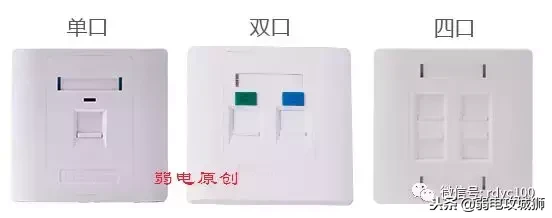 单口
双口
四口
弱电原创
微信号: rdyc100
头条 @弱电攻城狮